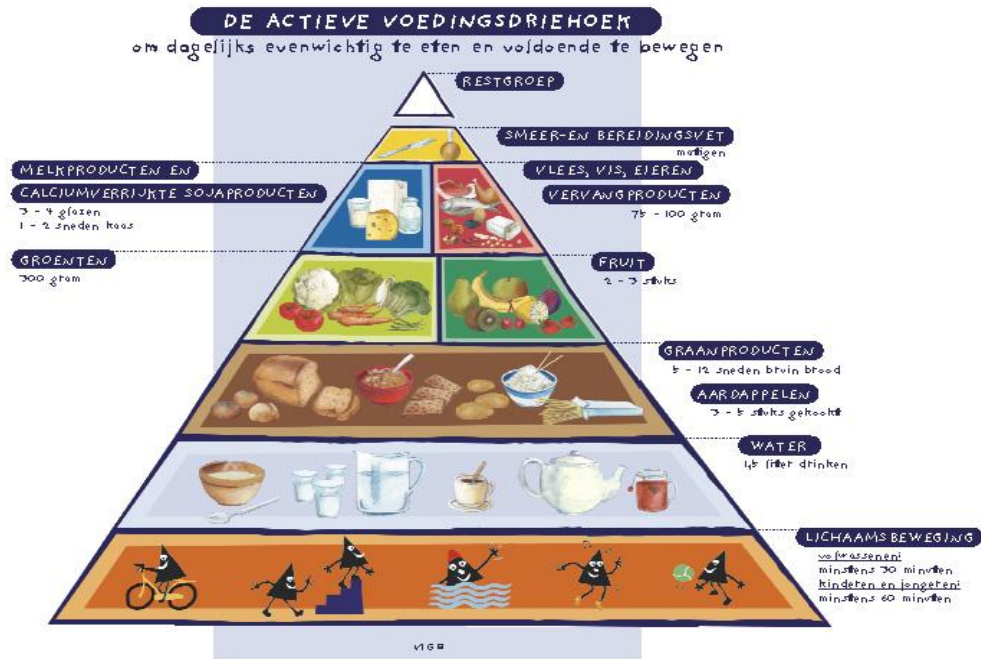 DE ACTIEVE VOEDINGSDRIEHOEK
om dagelijks evenwichtig te eten en voldoende te bewegen
RESTGROEP
SMEER-EN BEREIDINGSVET
matigen
MELKPRODUCTEN EN
CALCIUMVERRIJKTE SOJAPRODUCTEN
3 - 4 glazen
1 - 2 sneden kaas
VLEES, VIS, EIEREN
VERVANGPRODUCTEN
75 - 100 gram
GROENTEN
300 gram
FRUIT
2 - 3 stuks
GRAANPRODUCTEN
5 - 12 sneden bruin brood
AARDAPPELEN
3 - 5 stuks gekookt
WATER
1,5 liter drinken
LICHAAMSBEWEGING
volwassenen:
minstens 30 minuten
kinderen en jongeren:
minstens 60 minuten
VIG